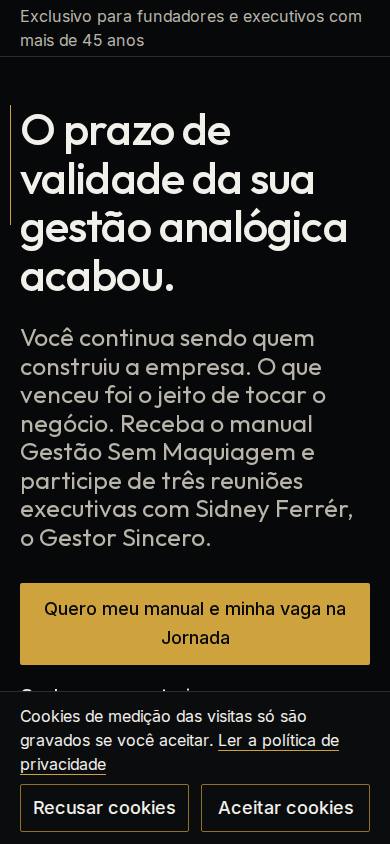 Exclusivo para fundadores e executivos com
mais de 45 anos
O prazo de
validade da sua
gestão analógica
acabou.
Você continua sendo quem
construiu a empresa. O que
venceu foi o jeito de tocar o
negócio. Receba o manual
Gestão Sem Maquiagem e
participe de três reuniões
executivas com Sidney Ferrér,
o Gestor Sincero.
Quero meu manual e minha vaga na
Jornada
Cookies de medição das visitas só são
gravados se você aceitar. Ler a política de
privacidade
Recusar cookies
Aceitar cookies